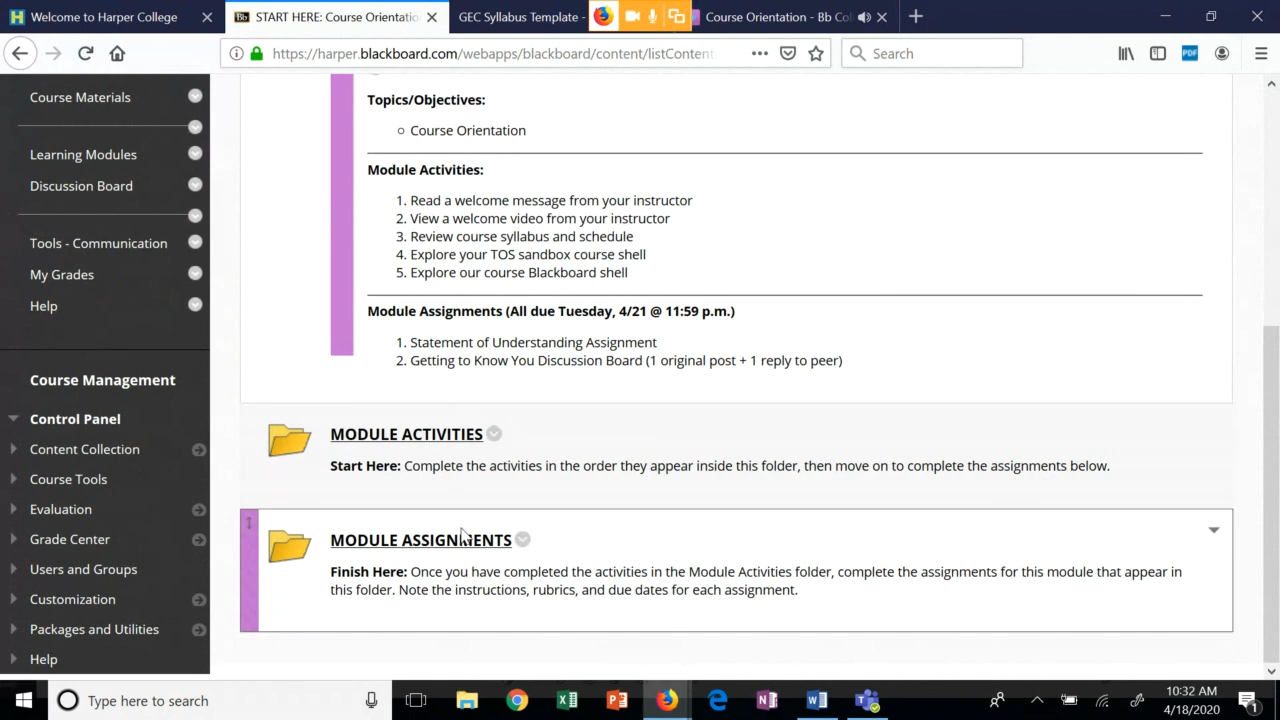 Welcome to Harper College
START HERE: Course Orientatio
GEC Syllabus Template -
Course Orientation - Bb Col
https://harper.blackboard.com/webapps/blackboard/content/listContent
Search
Course Materials
Learning Modules
Discussion Board
Tools - Communication
My Grades
Help
Course Management
Control Panel
Content Collection
Course Tools
Evaluation
Grade Center
Users and Groups
Customization
Packages and Utilities
Help
Topics/Objectives:
Course Orientation
Module Activities:
1. Read a welcome message from your instructor
2. View a welcome video from your instructor
3. Review course syllabus and schedule
4. Explore your TOS sandbox course shell
5. Explore our course Blackboard shell
Module Assignments (All due Tuesday, 4/21 @ 11:59 p.m.)
1. Statement of Understanding Assignment
2. Getting to Know You Discussion Board (1 original post + 1 reply to peer)
MODULE ACTIVITIES
Start Here: Complete the activities in the order they appear inside this folder, then move on to complete the assignments below.
MODULE ASSIGNMENTS
Finish Here: Once you have completed the activities in the Module Activities folder, complete the assignments for this module that appear in
this folder. Note the instructions, rubrics, and due dates for each assignment.
Type here to search
10:32 AM
4/18/2020